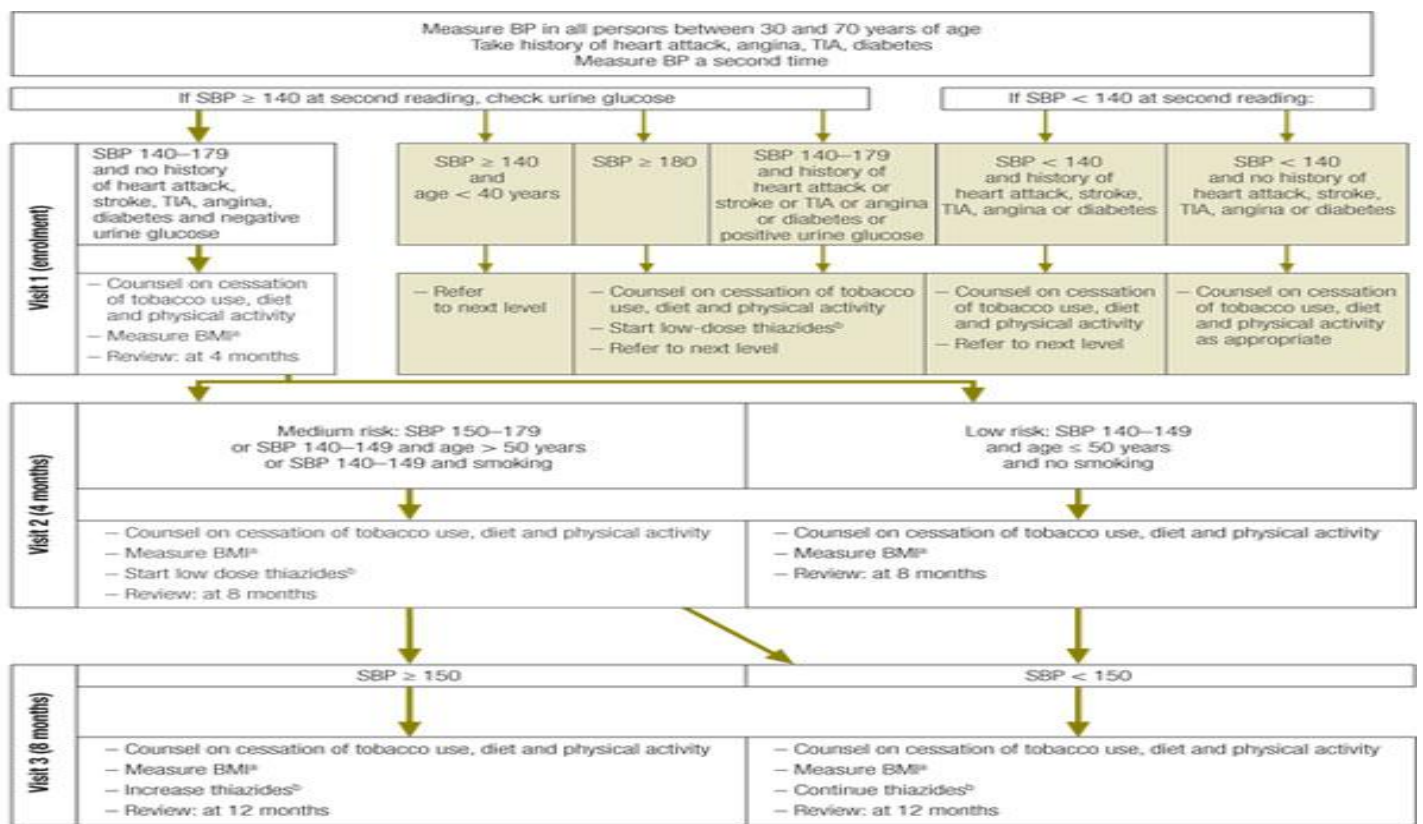 Measure BP in all persons between 30 and 70 years of age
Take history of heart attack, angina, TIA, diabetes
Measure BP a second time
If SBP ≥ 140 at second reading, check urine glucose
If SBP < 140 at second reading:
Visit 1 (enrolment)
SBP 140–179
and no history
of heart attack,
stroke, TIA, angina,
diabetes and negative
urine glucose
SBP ≥ 140
and
age < 40 years
SBP ≥ 180
SBP 140–179
and history of
heart attack or
stroke or TIA or angina
or diabetes or
positive urine glucose
SBP < 140
and history of
heart attack, stroke,
TIA, angina or diabetes
SBP < 140
and no history of
heart attack, stroke,
TIA, angina or diabetes
– Counsel on cessation
of tobacco use, diet
and physical activity
– Measure BMIᵃ
– Review: at 4 months
– Refer
to next level
– Counsel on cessation of tobacco
use, diet and physical activity
– Start low-dose thiazidesᵇ
– Refer to next level
– Counsel on cessation
of tobacco use, diet
and physical activity
– Refer to next level
– Counsel on cessation
of tobacco use, diet
and physical activity
as appropriate
Visit 2 (4 months)
Medium risk: SBP 150–179
or SBP 140–149 and age > 50 years
or SBP 140–149 and smoking
Low risk: SBP 140–149
and age ≤ 50 years
and no smoking
– Counsel on cessation of tobacco use, diet and physical activity
– Measure BMIᵃ
– Start low dose thiazidesᵇ
– Review: at 8 months
– Counsel on cessation of tobacco use, diet and physical activity
– Measure BMIᵃ
– Review: at 8 months
Visit 3 (8 months)
SBP ≥ 150
SBP < 150
– Counsel on cessation of tobacco use, diet and physical activity
– Measure BMIᵃ
– Increase thiazidesᵇ
– Review: at 12 months
– Counsel on cessation of tobacco use, diet and physical activity
– Measure BMIᵃ
– Continue thiazidesᵇ
– Review: at 12 months